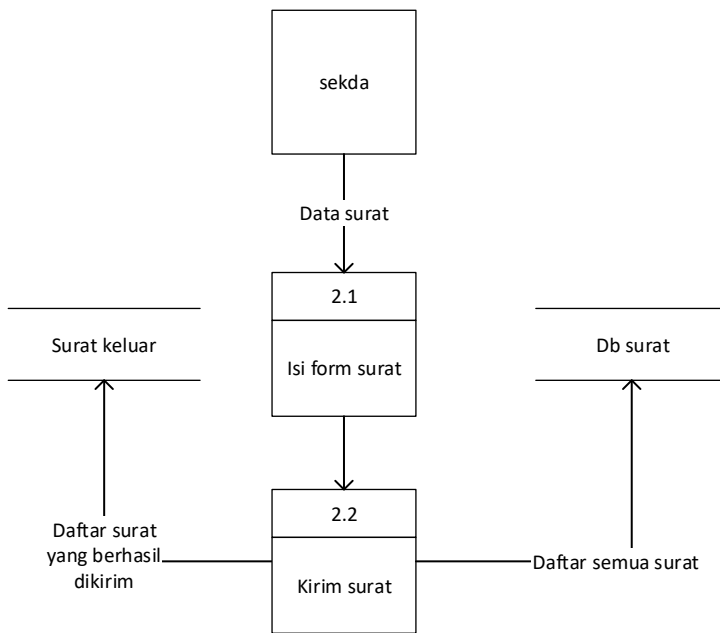 sekda
Data surat
2.1
Surat keluar
Isi form surat
Db surat
2.2
Daftar surat
yang berhasil
dikirim
Kirim surat
Daftar semua surat